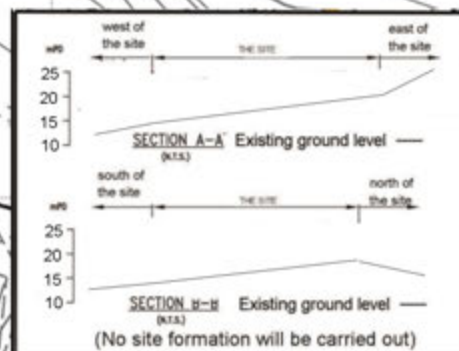 west of
the site
THE SITE
east of
the site
mPD
25
20
15
10
SECTION A-A'
(N.T.S.)
Existing ground level
south of
the site
THE SITE
north of
the site
mPD
25
20
15
10
SECTION B-B
(N.T.S.)
Existing ground level
(No site formation will be carried out)